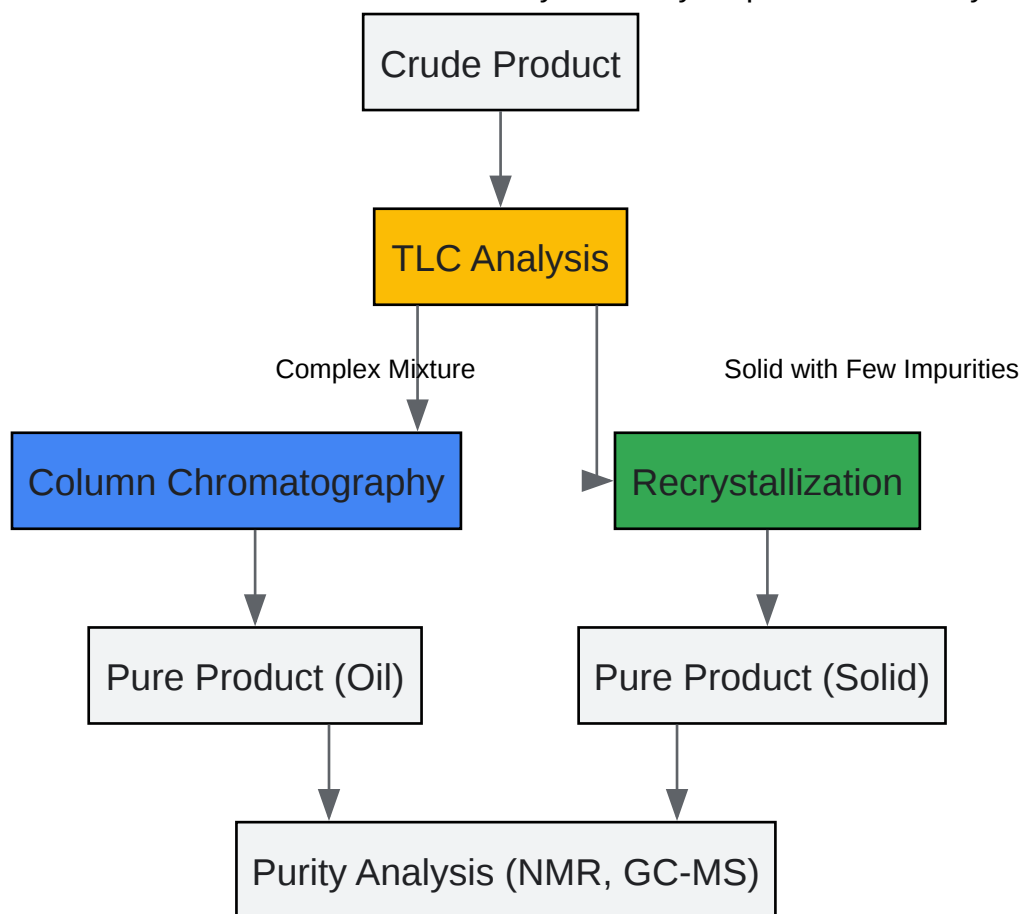 Crude Product
TLC Analysis
Complex Mixture
Solid with Few Impurities
Column Chromatography
Recrystallization
Pure Product (Oil)
Pure Product (Solid)
Purity Analysis (NMR, GC-MS)